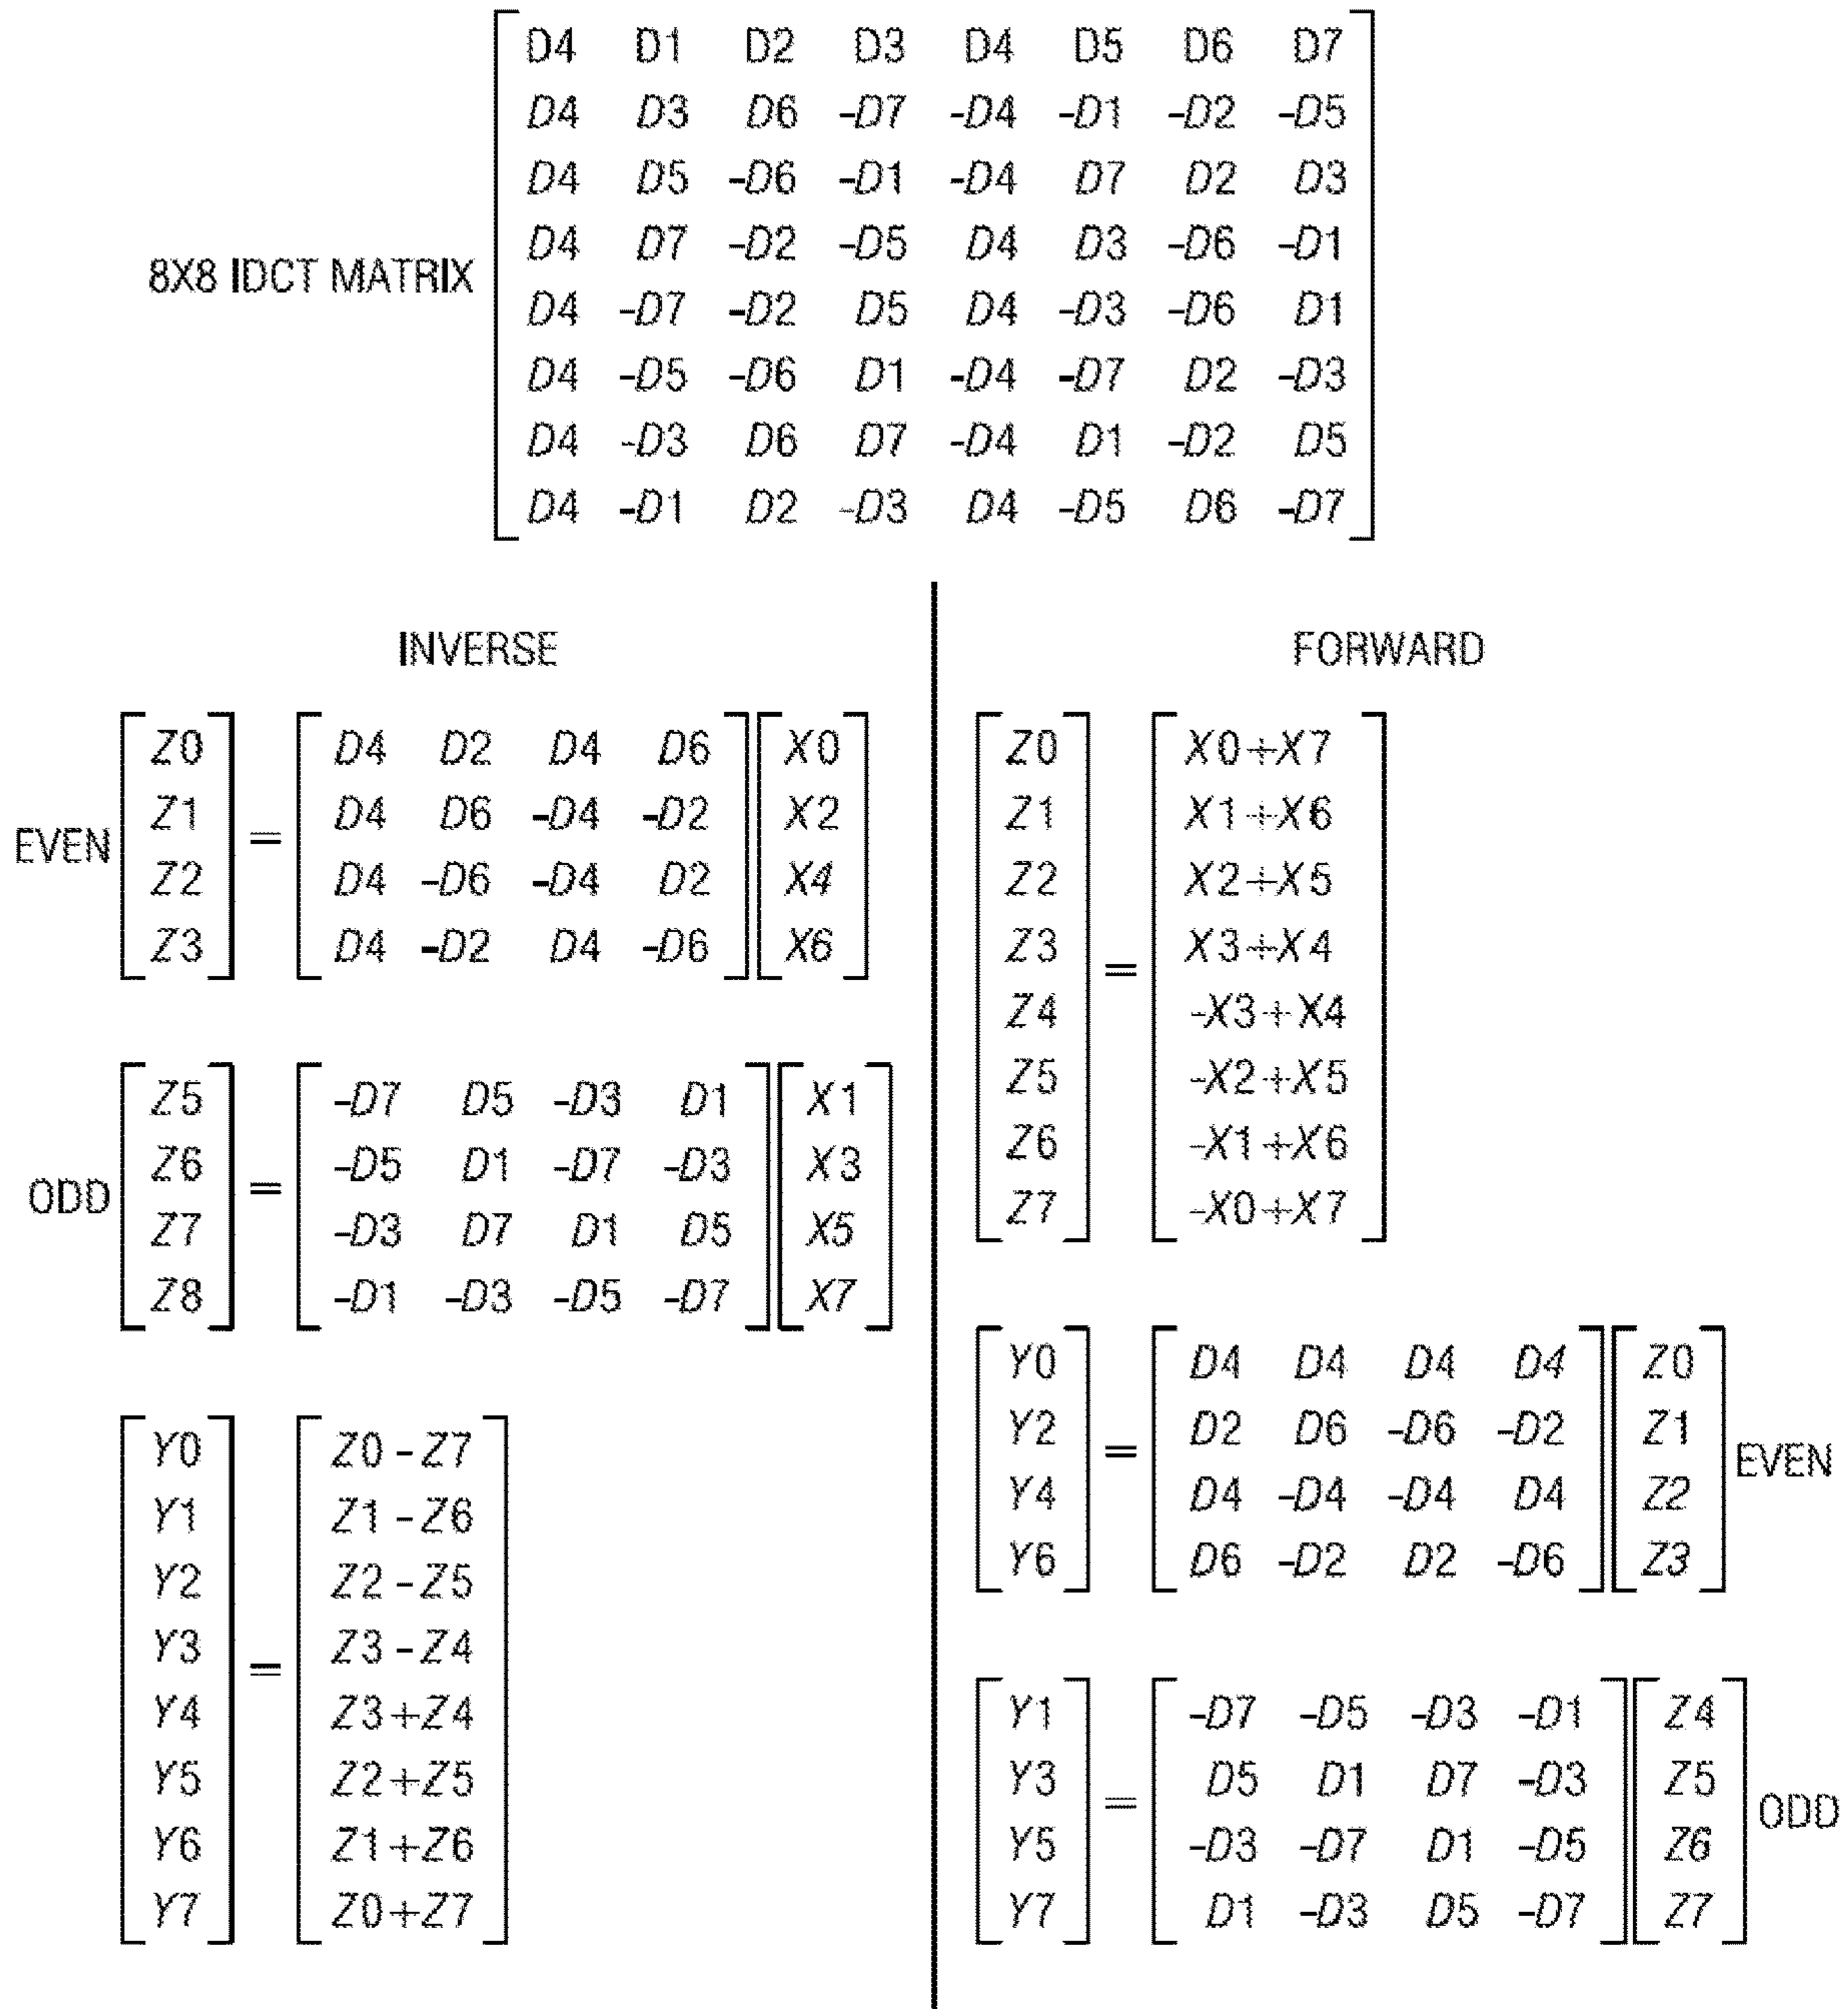 D4 D1 D2 D3 D4 D5 D6 D7
D4 D3 D6 -D7 -D4 -D1 -D2 -D5
D4 D5 -D6 -D1 -D4 D7 D2 D3
D4 D7 -D2 -D5 D4 D3 -D6 -D1
8X8 IDCT MATRIX
D4 -D7 -D2 D5 D4 -D3 -D6 D1
D4 -D5 -D6 D1 -D4 -D7 D2 -D3
D4 -D3 D6 D7 -D4 D1 -D2 D5
D4 -D1 D2 -D3 D4 -D5 D6 -D7
INVERSE
Z0 D4 D2 D4 D6 X0
Z1 D4 D6 -D4 -D2 X2
EVEN =
Z2 D4 -D6 -D4 D2 X4
Z3 D4 -D2 D4 -D6 X6
Z5 -D7 D5 -D3 D1 X1
Z6 -D5 D1 -D7 -D3 X3
ODD =
Z7 -D3 D7 D1 D5 X5
Z8 -D1 -D3 -D5 -D7 X7
Y0 Z0-Z7
Y1 Z1-Z6
Y2 Z2-Z5
Y3 Z3-Z4
=
Y4 Z3+Z4
Y5 Z2+Z5
Y6 Z1+Z6
Y7 Z0+Z7
FORWARD
Z0 X0+X7
Z1 X1+X6
Z2 X2+X5
Z3 X3+X4
=
Z4 -X3+X4
Z5 -X2+X5
Z6 -X1+X6
Z7 -X0+X7
Y0 D4 D4 D4 D4 Z0
Y2 D2 D6 -D6 -D2 Z1
= EVEN
Y4 D4 -D4 -D4 D4 Z2
Y6 D6 -D2 D2 -D6 Z3
Y1 -D7 -D5 -D3 -D1 Z4
Y3 D5 D1 D7 -D3 Z5
= ODD
Y5 -D3 -D7 D1 -D5 Z6
Y7 D1 -D3 D5 -D7 Z7